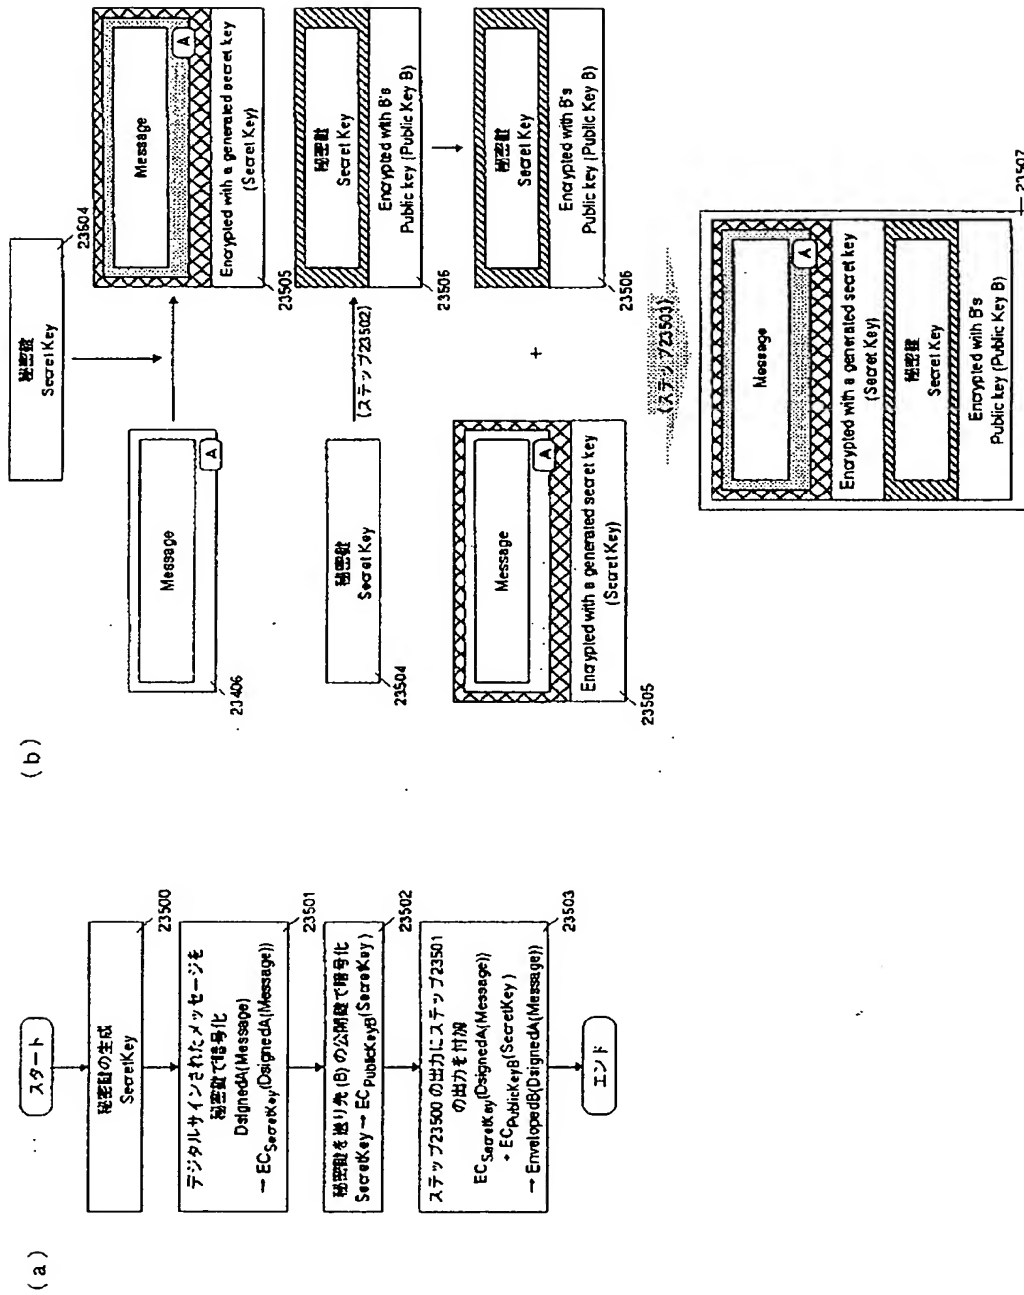 (a)
スタート
秘密鍵の生成
SecretKey
23500
デジタルサインされたメッセージを
秘密鍵で暗号化
DsignedA(Message)
→ EC_SecretKey(DsignedA(Message))
23501
秘密鍵を送り先(B)の公開鍵で暗号化
SecretKey → EC_PublicKeyB(SecretKey)
23502
ステップ23500 の出力にステップ23501
の出力を付加
EC_SecretKey(DsignedA(Message))
+ EC_PublicKeyB(SecretKey)
→ EnvelopedB(DsignedA(Message))
23503
エンド
(b)
秘密鍵
Secret Key
23504
Message
A
23406
Message
A
Encrypted with a generated secret key
(Secret Key)
23505
秘密鍵
Secret Key
23504
(ステップ23502)
秘密鍵
Secret Key
Encrypted with B's
Public key (Public Key B)
23506
Message
A
Encrypted with a generated secret key
(Secret Key)
23505
+
秘密鍵
Secret Key
Encrypted with B's
Public key (Public Key B)
23506
(ステップ23503)
Message
A
Encrypted with a generated secret key
(Secret Key)
秘密鍵
Secret Key
Encrypted with B's
Public key (Public Key B)
23507